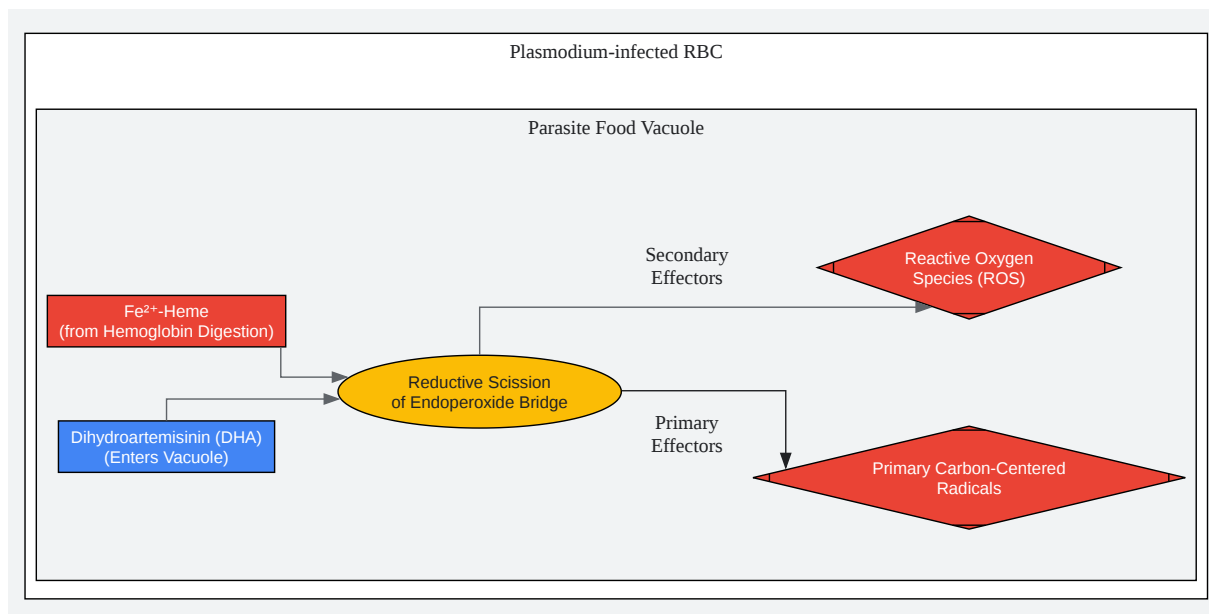 Plasmodium-infected RBC
Parasite Food Vacuole
Secondary
Effectors
Reactive Oxygen
Species (ROS)
Fe²⁺-Heme
(from Hemoglobin Digestion)
Reductive Scission
of Endoperoxide Bridge
Dihydroartemisinin (DHA)
(Enters Vacuole)
Primary
Effectors
Primary Carbon-Centered
Radicals